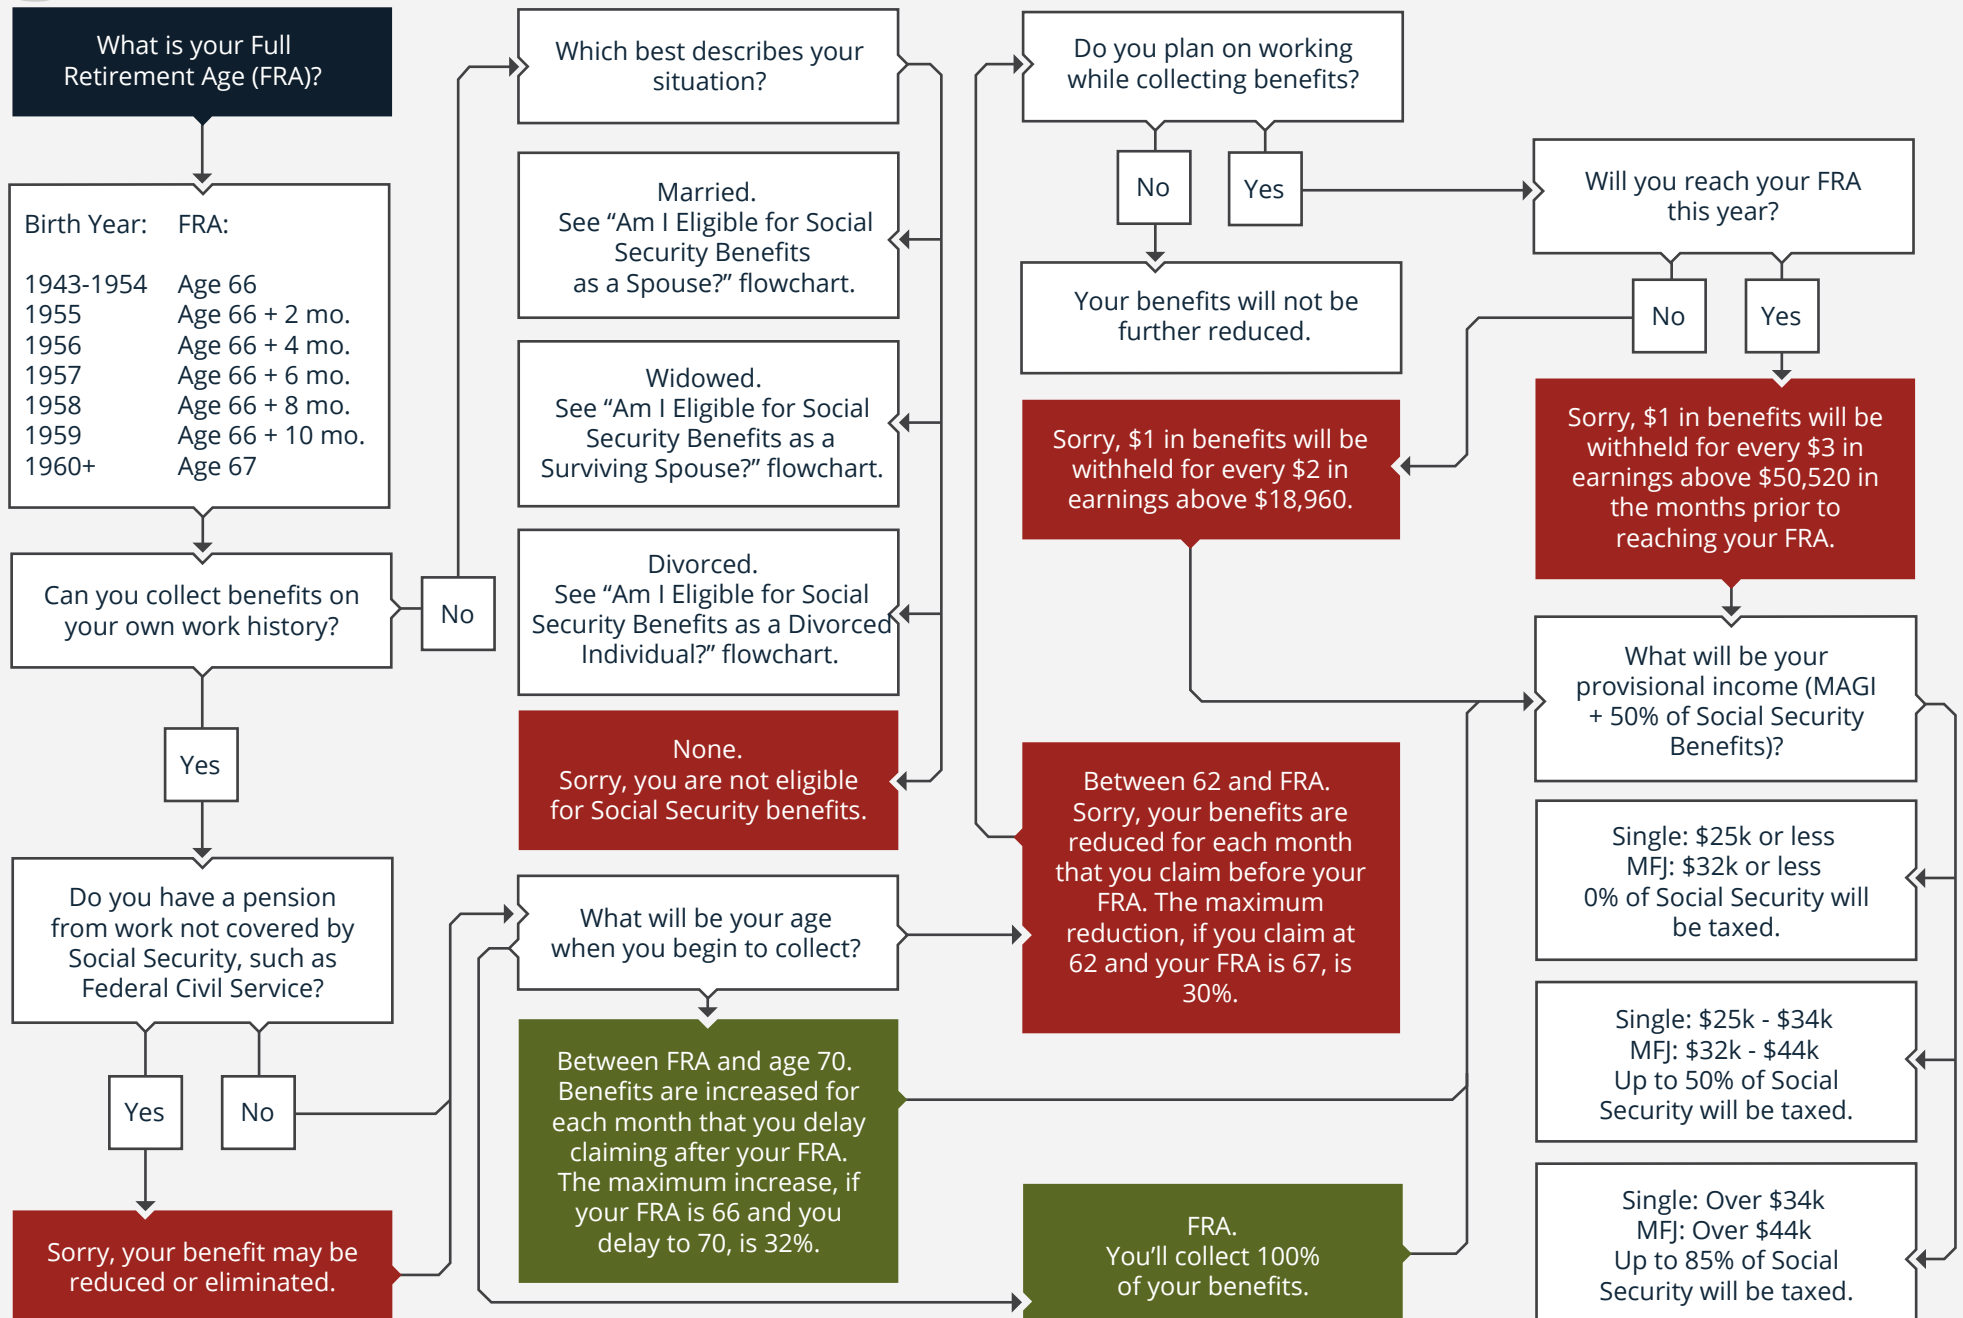 What is your Full
Retirement Age (FRA)?
Birth Year: FRA:
1943-1954 Age 66
1955 Age 66 + 2 mo.
1956 Age 66 + 4 mo.
1957 Age 66 + 6 mo.
1958 Age 66 + 8 mo.
1959 Age 66 + 10 mo.
1960+ Age 67
Can you collect benefits on
your own work history?
No
Yes
Do you have a pension
from work not covered by
Social Security, such as
Federal Civil Service?
Yes
No
Sorry, your benefit may be
reduced or eliminated.
Which best describes your
situation?
Married.
See “Am I Eligible for Social
Security Benefits
as a Spouse?” flowchart.
Widowed.
See “Am I Eligible for Social
Security Benefits as a
Surviving Spouse?” flowchart.
Divorced.
See “Am I Eligible for Social
Security Benefits as a Divorced
Individual?” flowchart.
None.
Sorry, you are not eligible
for Social Security benefits.
What will be your age
when you begin to collect?
Between FRA and age 70.
Benefits are increased for
each month that you delay
claiming after your FRA.
The maximum increase, if
your FRA is 66 and you
delay to 70, is 32%.
Do you plan on working
while collecting benefits?
No
Yes
Your benefits will not be
further reduced.
Sorry, $1 in benefits will be
withheld for every $2 in
earnings above $18,960.
Between 62 and FRA.
Sorry, your benefits are
reduced for each month
that you claim before your
FRA. The maximum
reduction, if you claim at
62 and your FRA is 67, is
30%.
FRA.
You’ll collect 100%
of your benefits.
Will you reach your FRA
this year?
No
Yes
Sorry, $1 in benefits will be
withheld for every $3 in
earnings above $50,520 in
the months prior to
reaching your FRA.
What will be your
provisional income (MAGI
+ 50% of Social Security
Benefits)?
Single: $25k or less
MFJ: $32k or less
0% of Social Security will
be taxed.
Single: $25k - $34k
MFJ: $32k - $44k
Up to 50% of Social
Security will be taxed.
Single: Over $34k
MFJ: Over $44k
Up to 85% of Social
Security will be taxed.